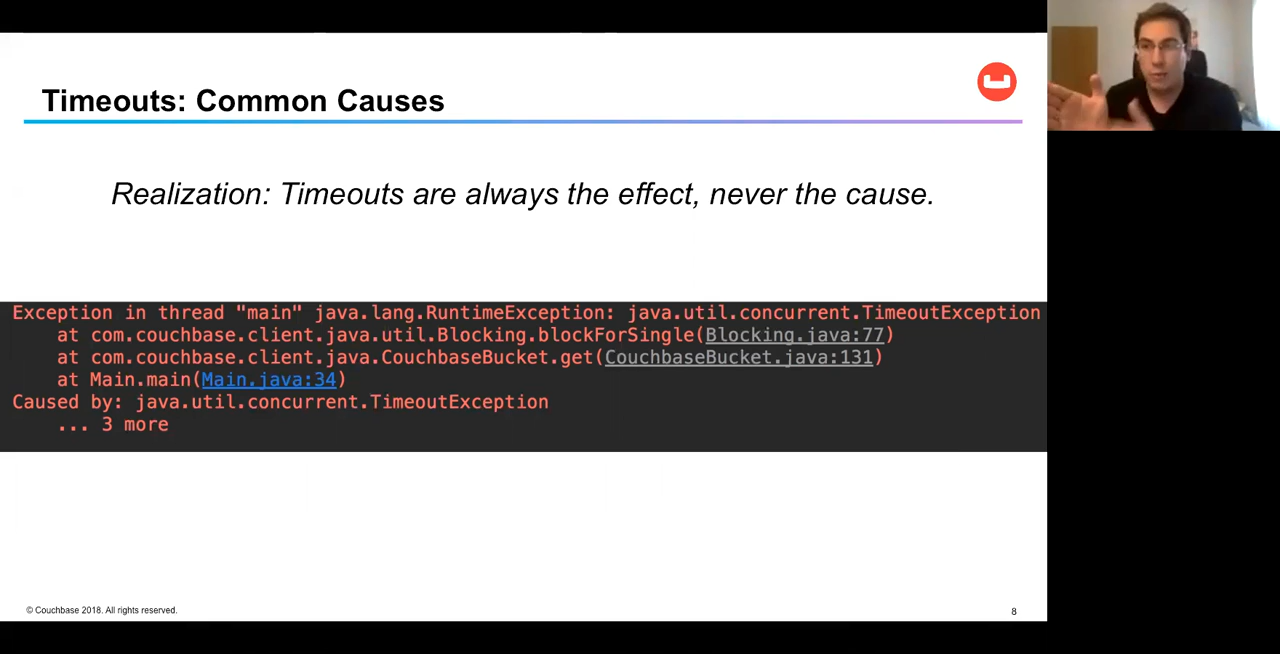 Timeouts: Common Causes
Realization: Timeouts are always the effect, never the cause.
Exception in thread "main" java.lang.RuntimeException: java.util.concurrent.TimeoutException
at com.couchbase.client.java.util.Blocking.blockForSingle(Blocking.java:77)
at com.couchbase.client.java.CouchbaseBucket.get(CouchbaseBucket.java:131)
at Main.main(Main.java:34)
Caused by: java.util.concurrent.TimeoutException
... 3 more
© Couchbase 2018. All rights reserved.
8